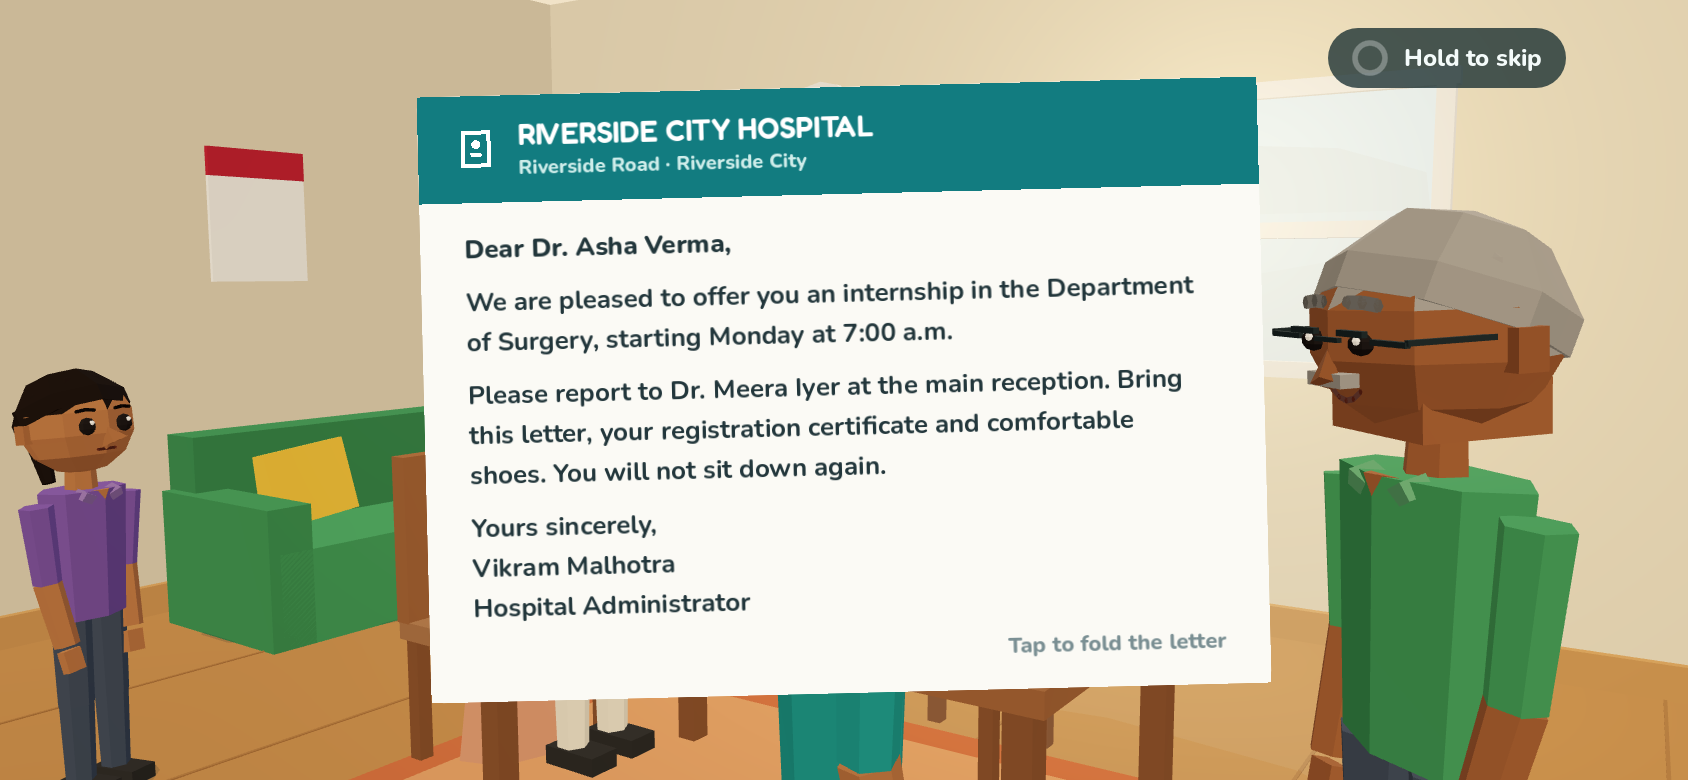 Hold to skip
RIVERSIDE CITY HOSPITAL
Riverside Road · Riverside City
Dear Dr. Asha Verma,
We are pleased to offer you an internship in the Department
of Surgery, starting Monday at 7:00 a.m.
Please report to Dr. Meera Iyer at the main reception. Bring
this letter, your registration certificate and comfortable
shoes. You will not sit down again.
Yours sincerely,
Vikram Malhotra
Hospital Administrator
Tap to fold the letter